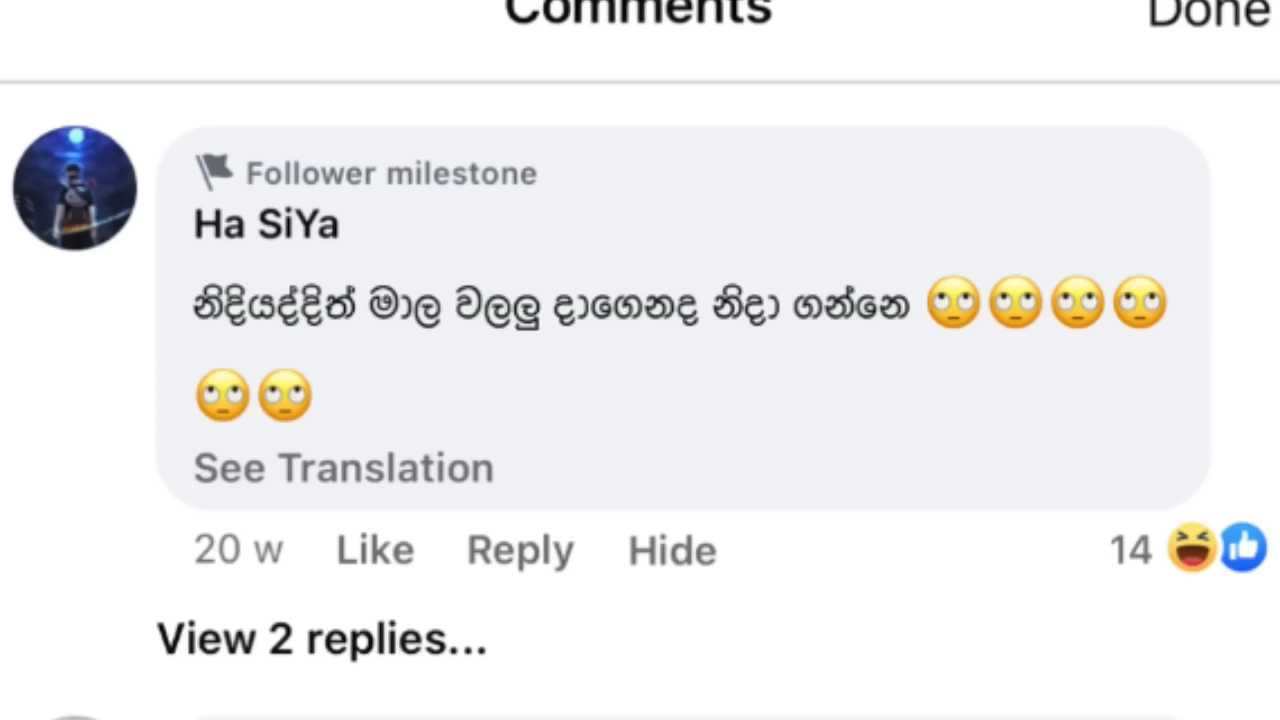 Comments Done
Follower milestone
Ha SiYa
නිදියද්දිත් මාල වලලු දාගෙනද නිදා ගන්නෙ 🙄🙄🙄🙄
🙄🙄
See Translation
20 w Like Reply Hide 14
View 2 replies...